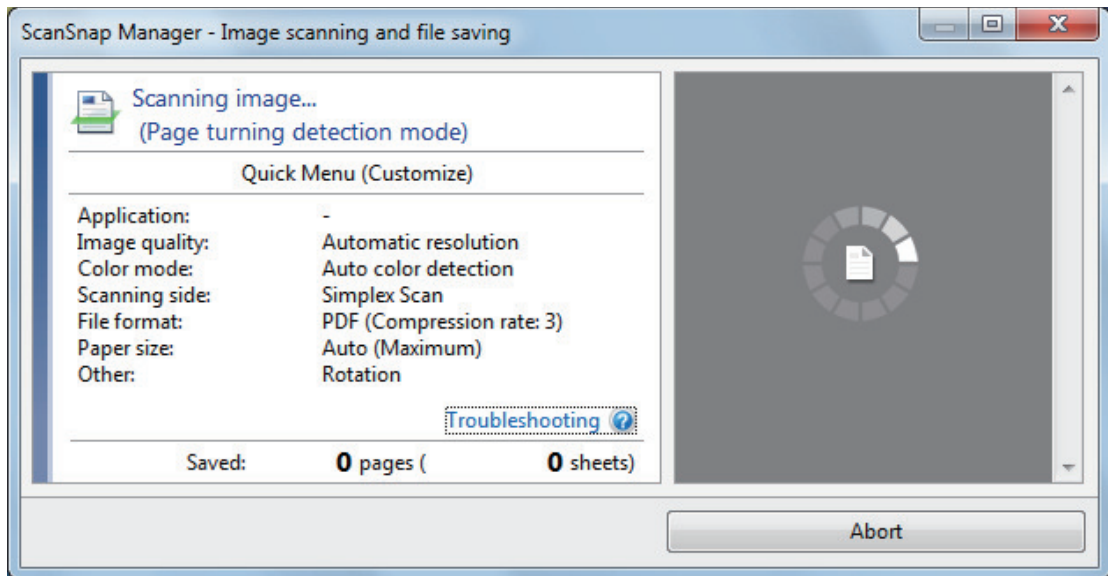 ScanSnap Manager - Image scanning and file saving
Scanning image...
(Page turning detection mode)
Quick Menu (Customize)
Application: -
Image quality: Automatic resolution
Color mode: Auto color detection
Scanning side: Simplex Scan
File format: PDF (Compression rate: 3)
Paper size: Auto (Maximum)
Other: Rotation
Troubleshooting ?
Saved: 0 pages ( 0 sheets)
Abort